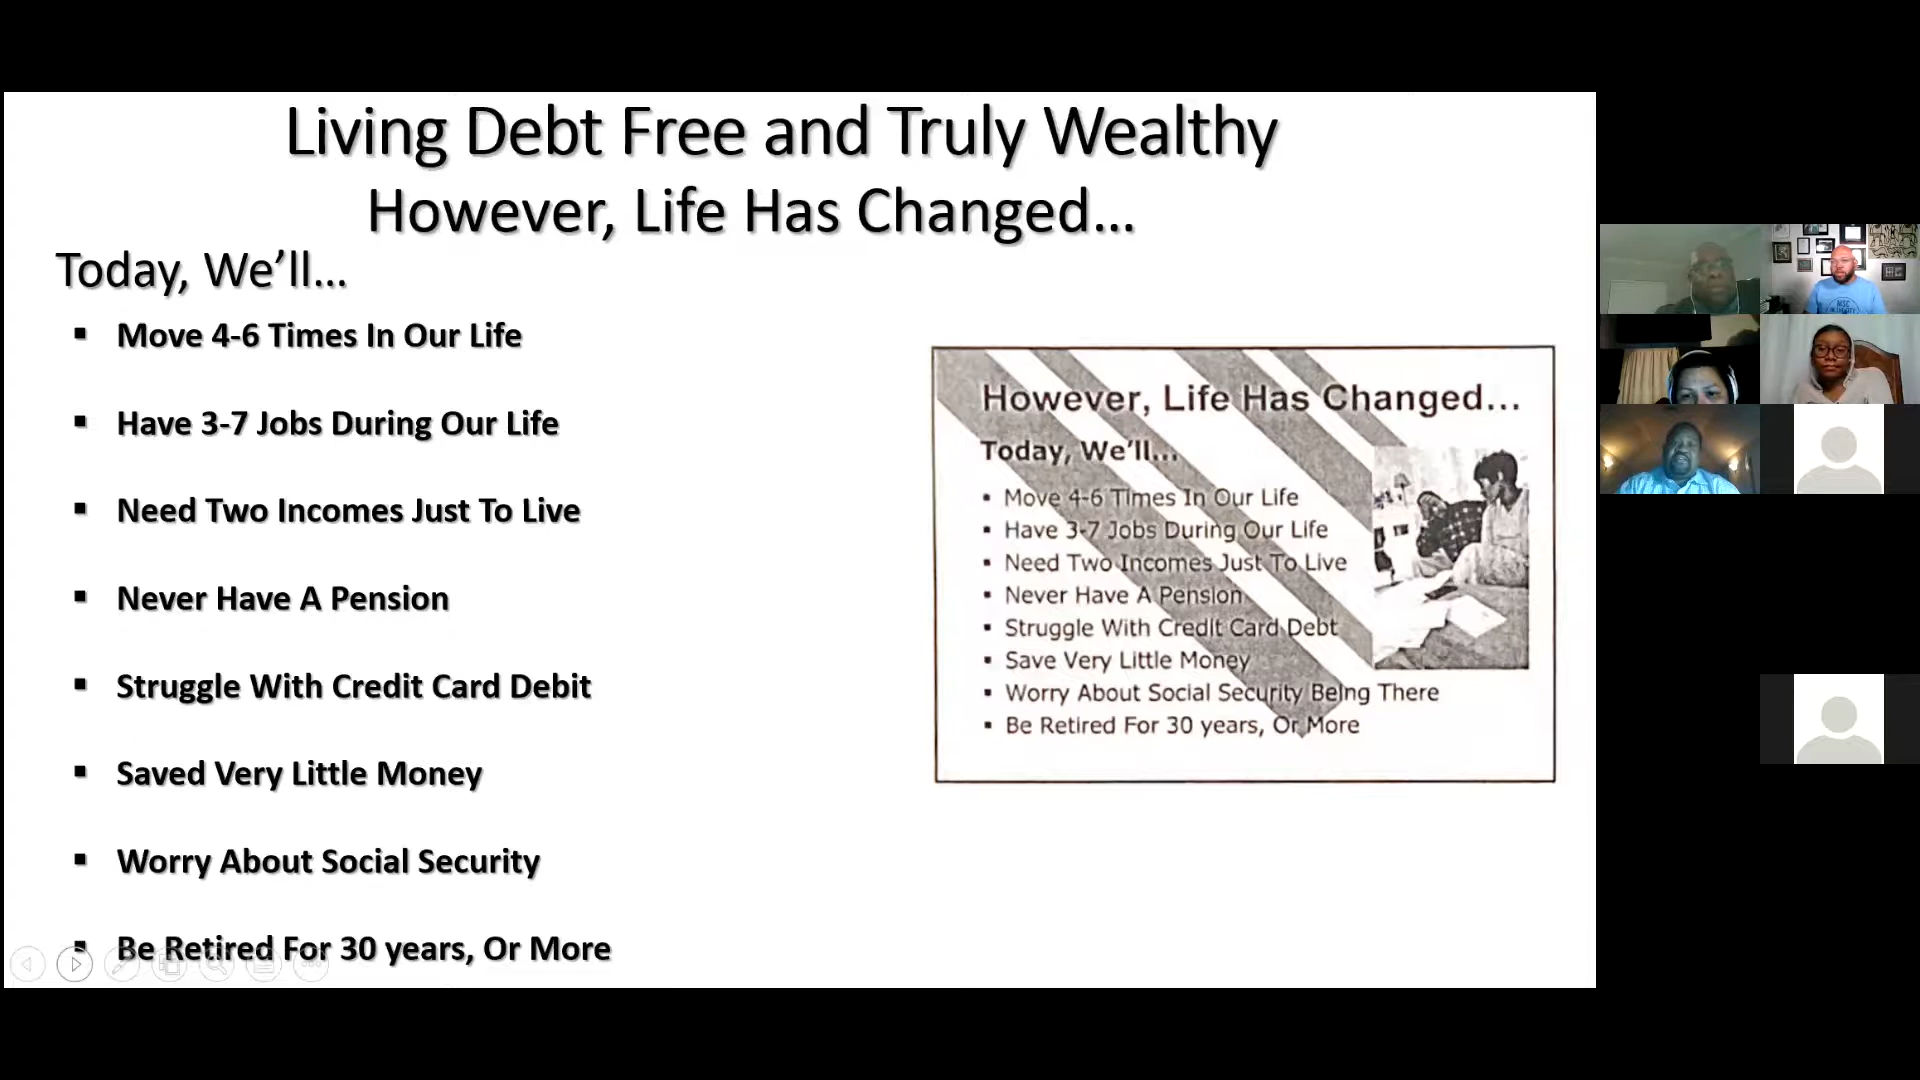 Living Debt Free and Truly Wealthy
However, Life Has Changed...
Today, We’ll...
▪ Move 4-6 Times In Our Life
▪ Have 3-7 Jobs During Our Life
▪ Need Two Incomes Just To Live
▪ Never Have A Pension
▪ Struggle With Credit Card Debit
▪ Saved Very Little Money
▪ Worry About Social Security
▪ Be Retired For 30 years, Or More
However, Life Has Changed...
Today, We’ll...
▪ Move 4-6 Times In Our Life
▪ Have 3-7 Jobs During Our Life
▪ Need Two Incomes Just To Live
▪ Never Have A Pension
▪ Struggle With Credit Card Debt
▪ Save Very Little Money
▪ Worry About Social Security Being There
▪ Be Retired For 30 years, Or More
MSC